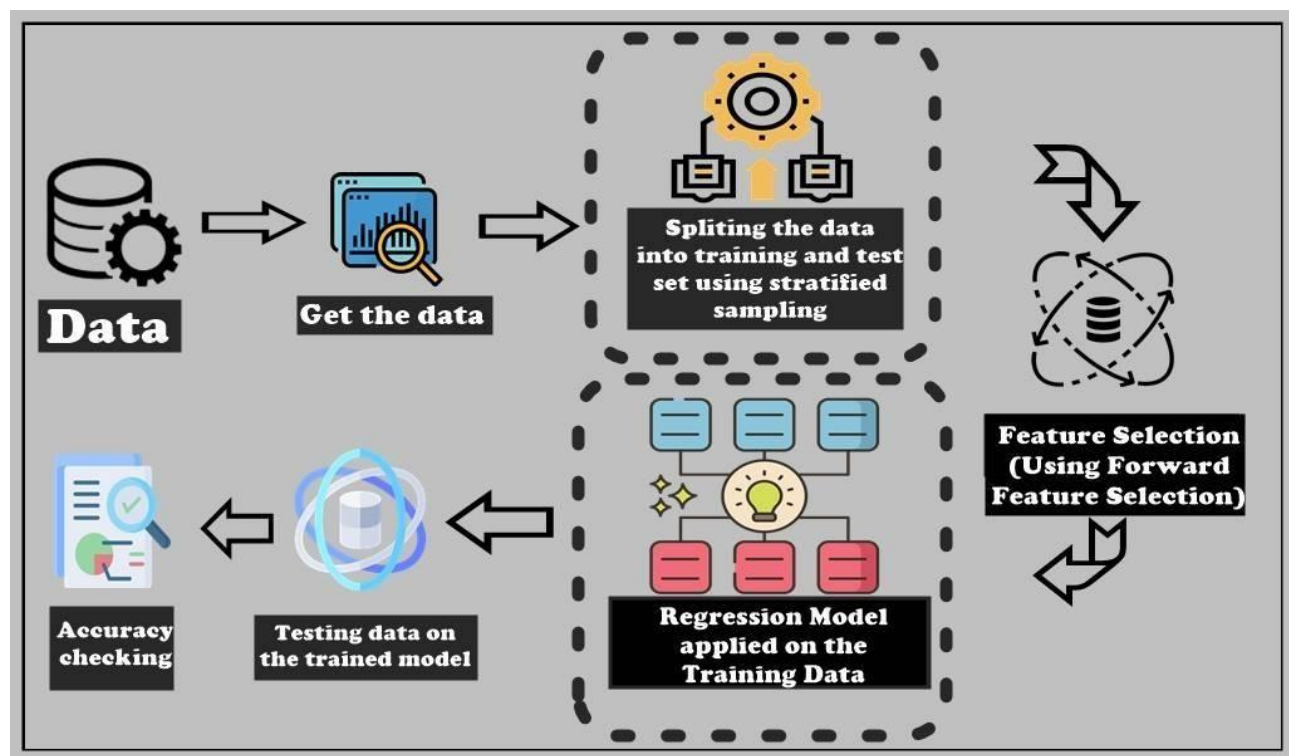 Data
Get the data
Spliting the data
into training and test
set using stratified
sampling
Feature Selection
(Using Forward
Feature Selection)
Regression Model
applied on the
Training Data
Testing data on
the trained model
Accuracy
checking